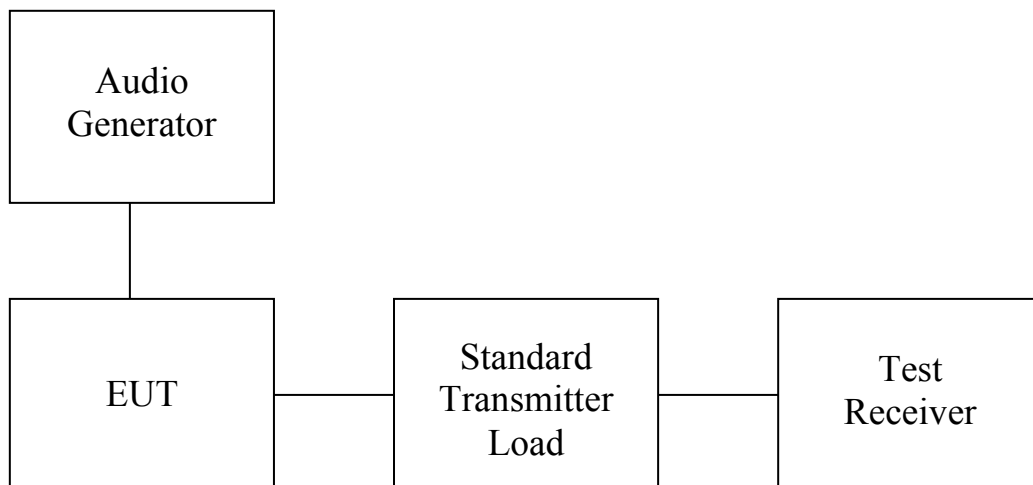 Audio
Generator
EUT
Standard
Transmitter
Load
Test
Receiver